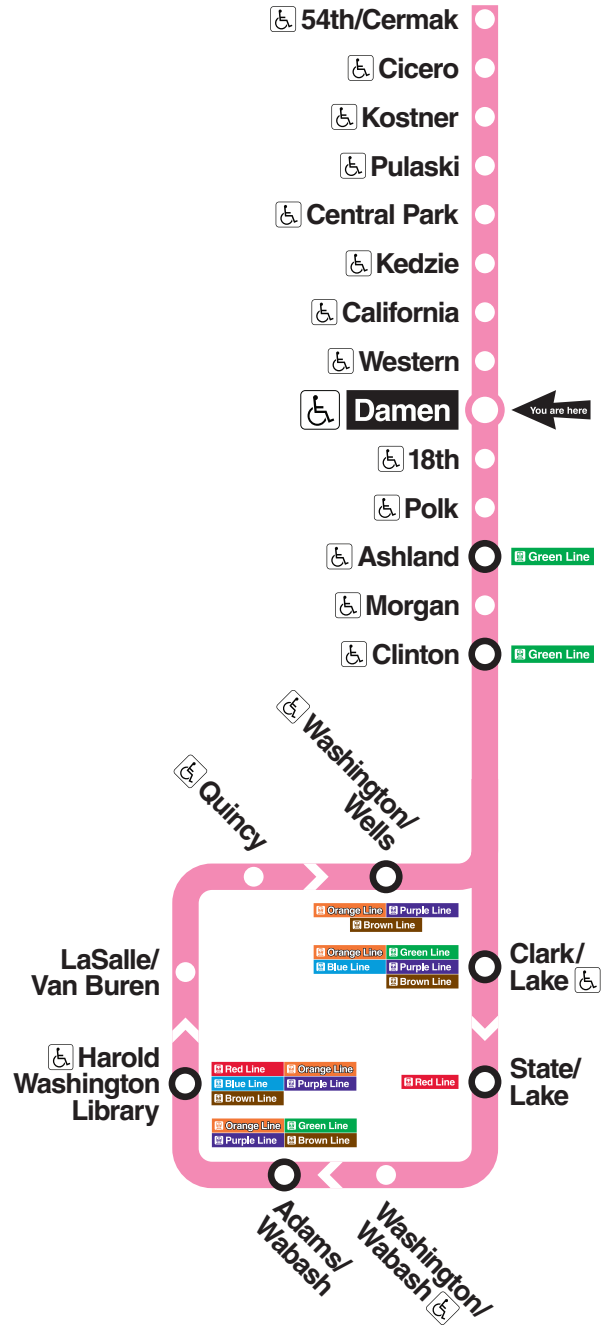 54th/Cermak
Cicero
Kostner
Pulaski
Central Park
Kedzie
California
Western
Damen
You are here
18th
Polk
Ashland
Green Line
Morgan
Clinton
Green Line
Washington/
Wells
Quincy
Orange Line
Purple Line
Brown Line
Orange Line
Green Line
Blue Line
Purple Line
Brown Line
Clark/
Lake
LaSalle/
Van Buren
Harold
Washington
Library
Red Line
Orange Line
Blue Line
Purple Line
Brown Line
Red Line
State/
Lake
Orange Line
Green Line
Purple Line
Brown Line
Adams/
Wabash
Washington/
Wabash